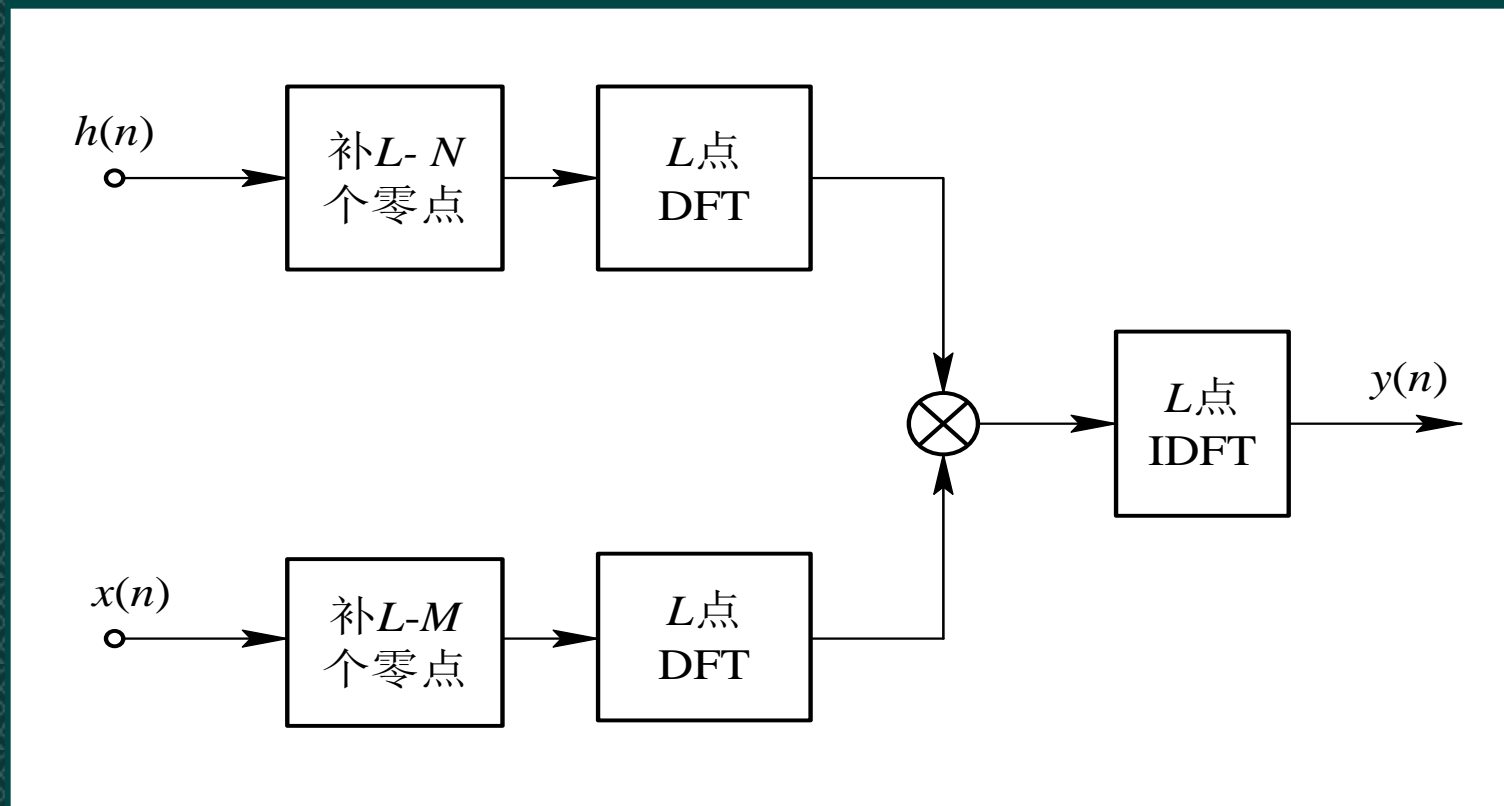 h(n)
补L- N
个零点
L点
DFT
L点
IDFT
y(n)
x(n)
补L-M
个零点
L点
DFT